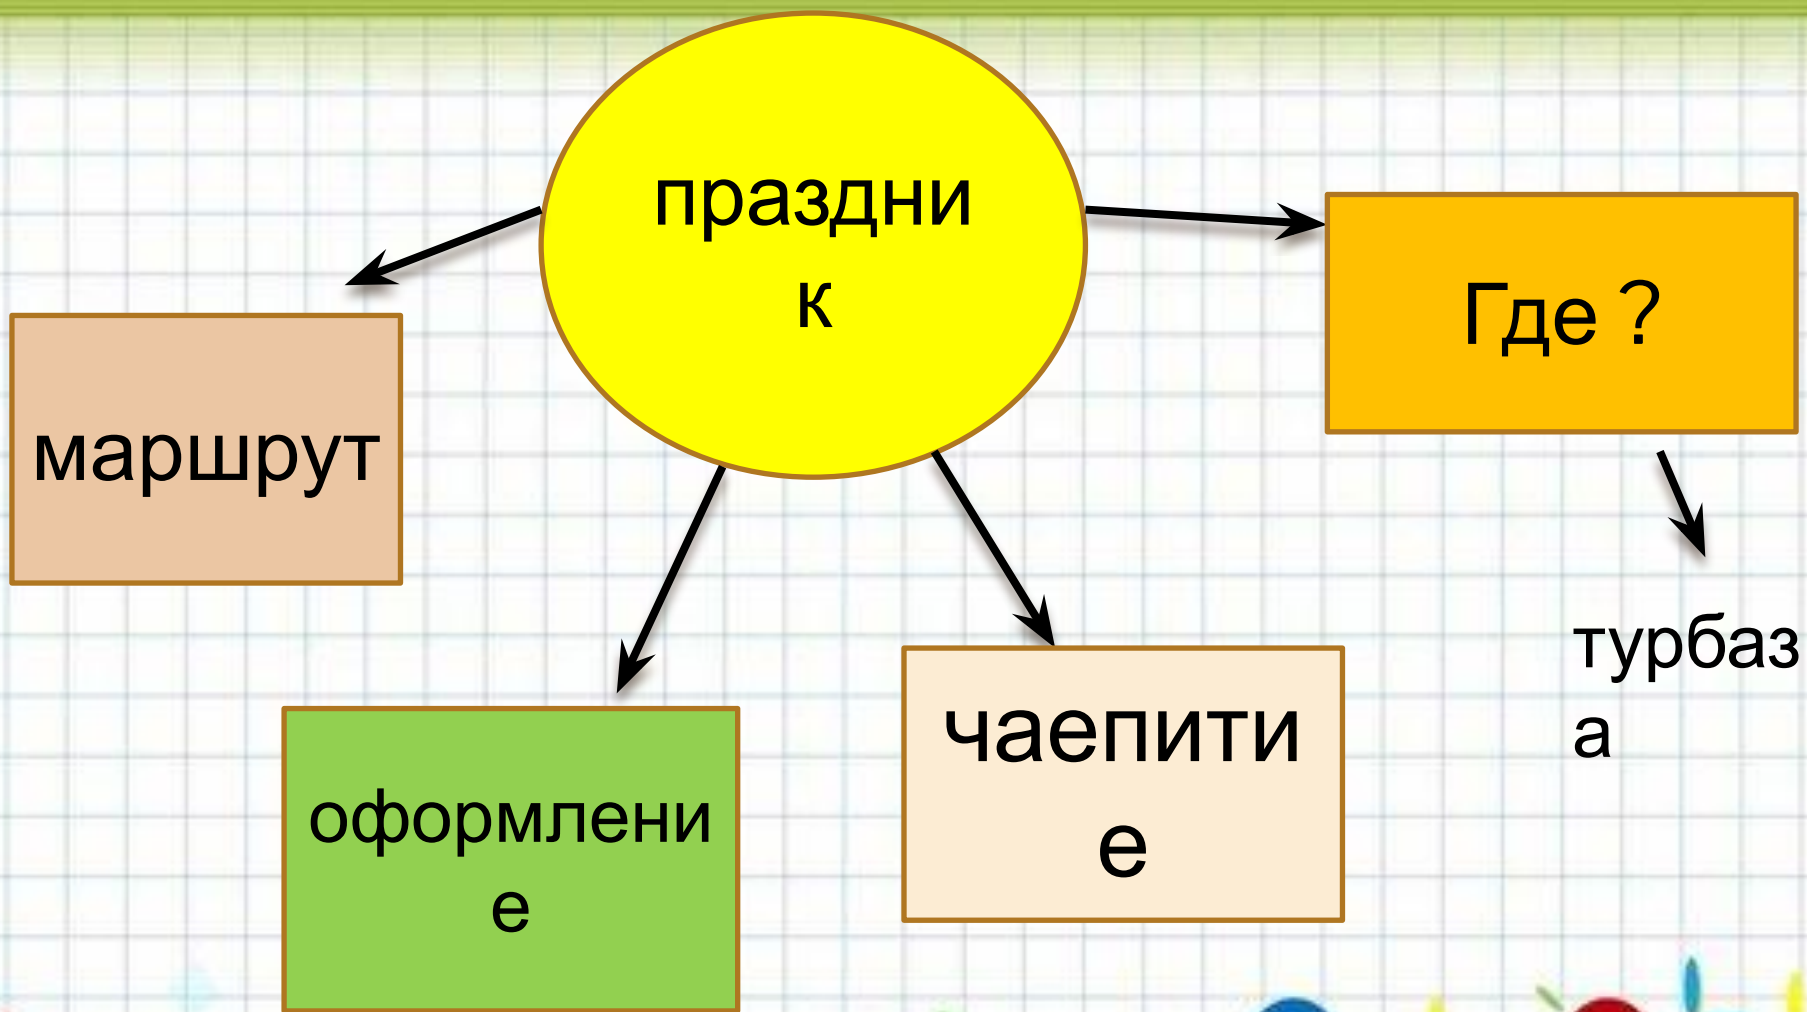 праздни
к
Где ?
маршрут
турбаз
а
чаепити
е
оформлени
е